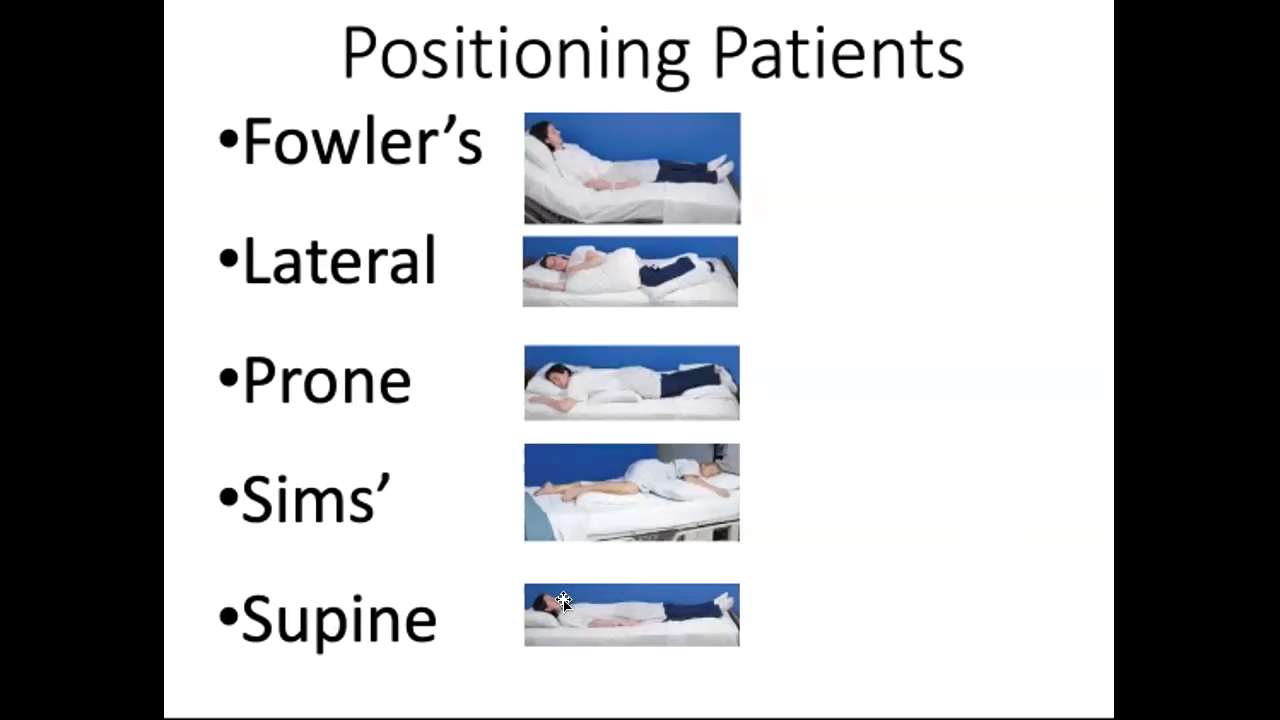 Positioning Patients
•Fowler’s
•Lateral
•Prone
•Sims’
•Supine